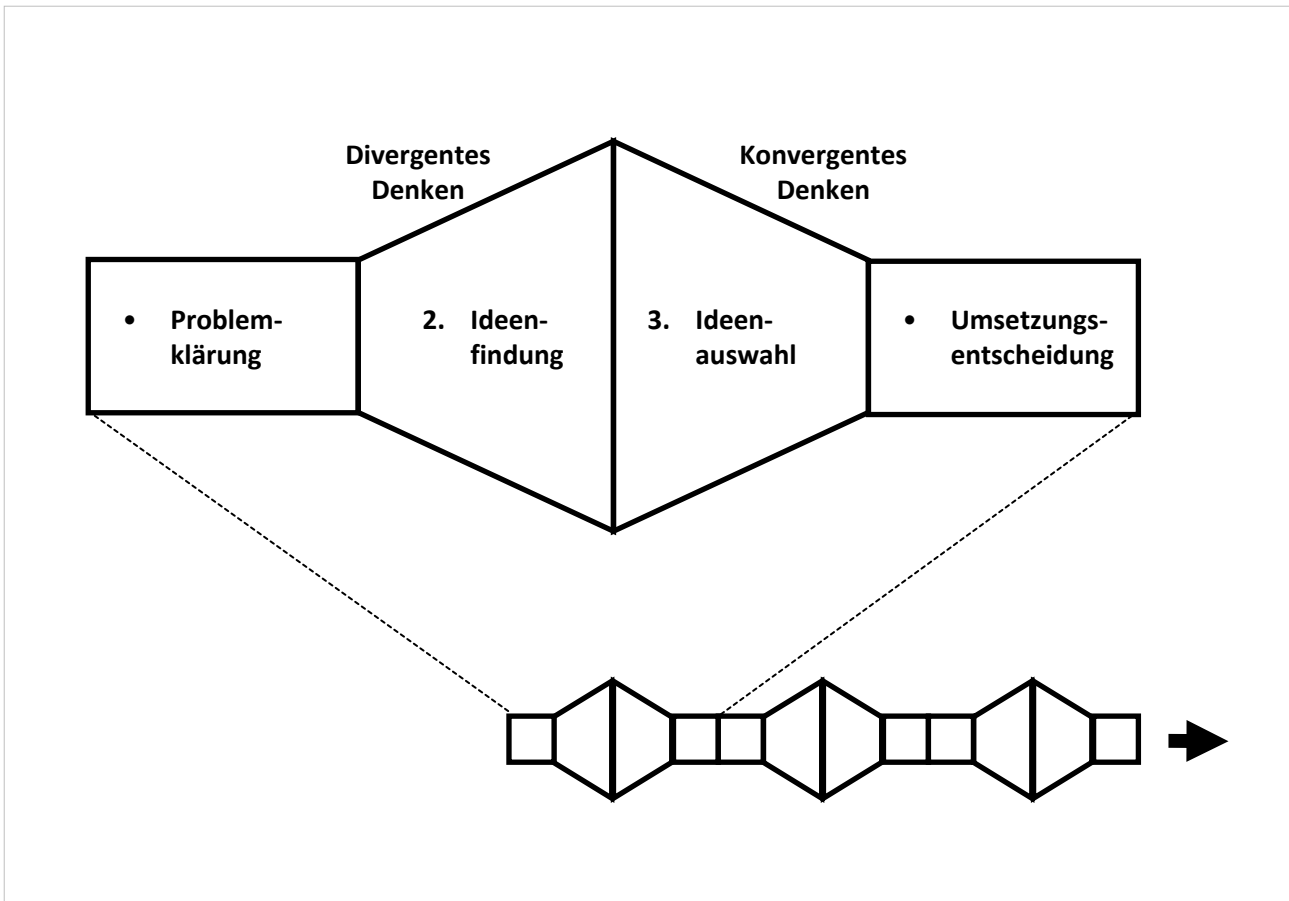 Divergentes
Denken
Konvergentes
Denken
• Problem-
klärung
2. Ideen-
findung
3. Ideen-
auswahl
• Umsetzungs-
entscheidung